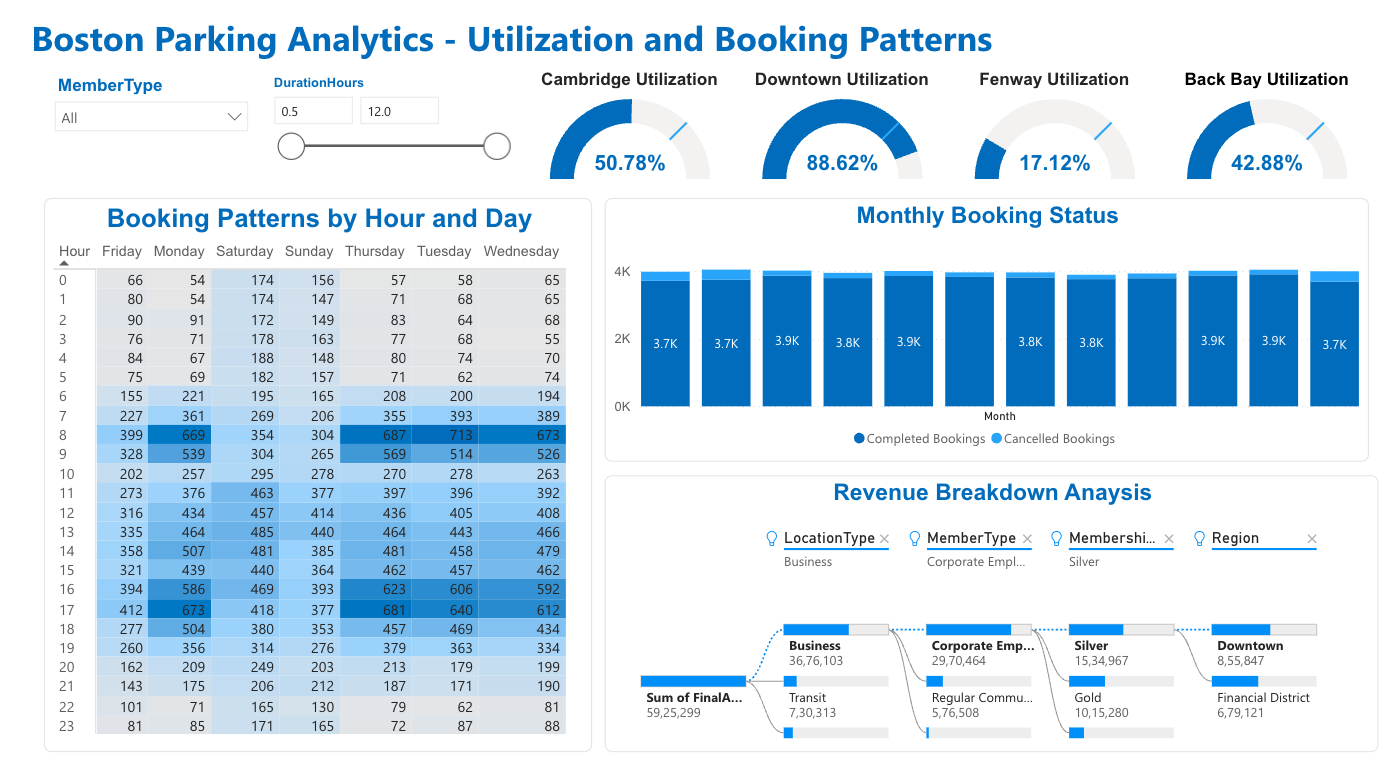 Boston Parking Analytics - Utilization and Booking Patterns
MemberType
All
DurationHours
0.5 12.0
Cambridge Utilization
50.78%
Downtown Utilization
88.62%
Fenway Utilization
17.12%
Back Bay Utilization
42.88%
Booking Patterns by Hour and Day
Hour Friday Monday Saturday Sunday Thursday Tuesday Wednesday
0 66 54 174 156 57 58 65
1 80 54 174 147 71 68 65
2 90 91 172 149 83 64 68
3 76 71 178 163 77 68 55
4 84 67 188 148 80 74 70
5 75 69 182 157 71 62 74
6 155 221 195 165 208 200 194
7 227 361 269 206 355 393 389
8 399 669 354 304 687 713 673
9 328 539 304 265 569 514 526
10 202 257 295 278 270 278 263
11 273 376 463 377 397 396 392
12 316 434 457 414 436 405 408
13 335 464 485 440 464 443 466
14 358 507 481 385 481 458 479
15 321 439 440 364 462 457 462
16 394 586 469 393 623 606 592
17 412 673 418 377 681 640 612
18 277 504 380 353 457 469 434
19 260 356 314 276 379 363 334
20 162 209 249 203 213 179 199
21 143 175 206 212 187 171 190
22 101 71 165 130 79 62 81
23 81 85 171 165 72 87 88
Monthly Booking Status
4K
2K
0K
3.7K 3.7K 3.9K 3.8K 3.9K 3.8K 3.8K 3.9K 3.9K 3.7K
Month
Completed Bookings Cancelled Bookings
Revenue Breakdown Anaysis
LocationType MemberType Membershi... Region
Business Corporate Empl... Silver
Sum of FinalA...
59,25,299
Business
36,76,103
Transit
7,30,313
Corporate Emp...
29,70,464
Regular Commu...
5,76,508
Silver
15,34,967
Gold
10,15,280
Downtown
8,55,847
Financial District
6,79,121